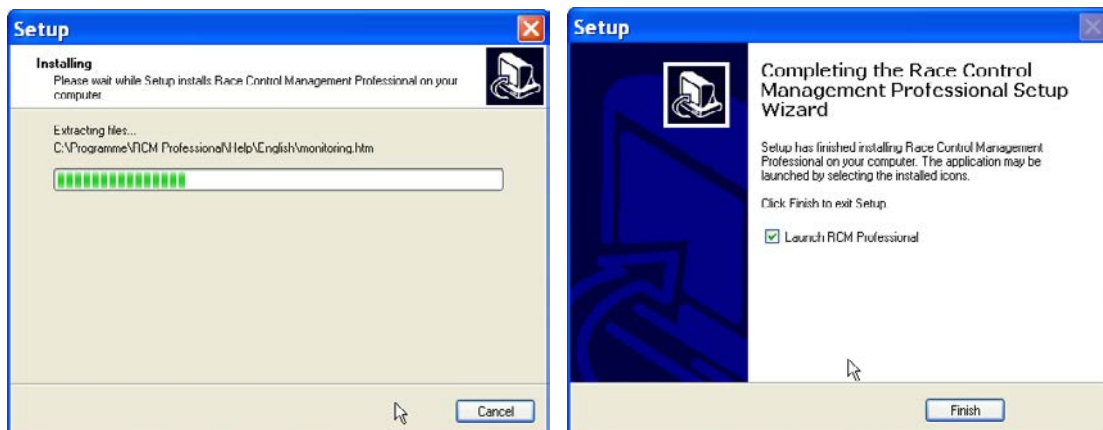 Setup
Installing
Please wait while Setup installs Race Control Management Professional on your
computer.
Extracting files...
C:\Programme\RCM Professional\Help\English\monitoring.htm
Cancel
Setup
Completing the Race Control
Management Professional Setup
Wizard
Setup has finished installing Race Control Management
Professional on your computer. The application may be
launched by selecting the installed icons.
Click Finish to exit Setup.
Launch RCM Professional
Finish